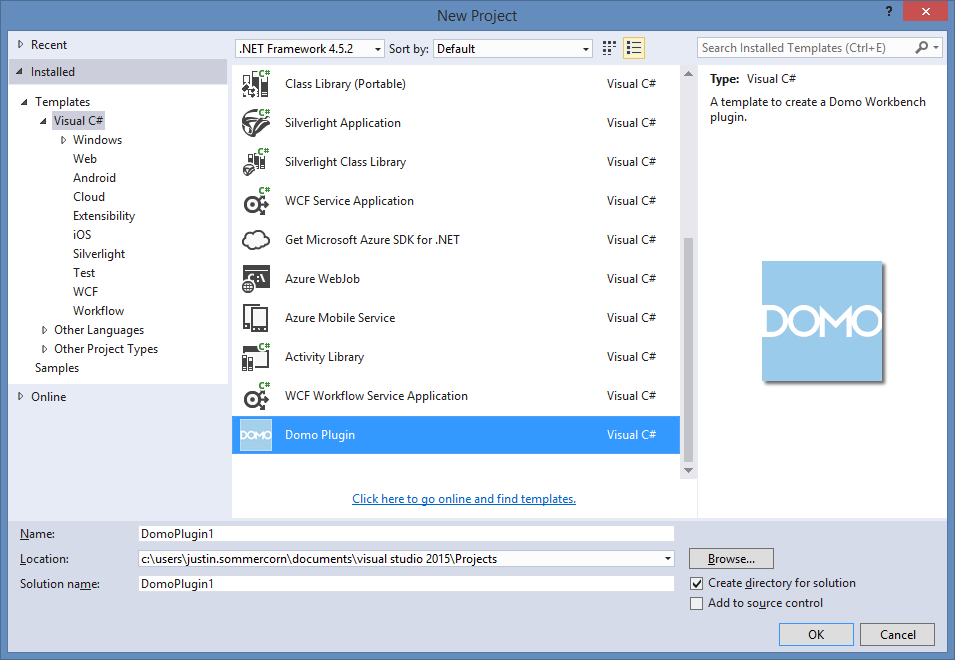 New Project
?
Recent
.NET Framework 4.5.2
Sort by:
Default
Search Installed Templates (Ctrl+E)
Installed
Templates
Visual C#
Windows
Web
Android
Cloud
Extensibility
iOS
Silverlight
Test
WCF
Workflow
Other Languages
Other Project Types
Samples
Online
C# Class Library (Portable) Visual C#
C# Silverlight Application Visual C#
C# Silverlight Class Library Visual C#
C# WCF Service Application Visual C#
Get Microsoft Azure SDK for .NET Visual C#
C:\ Azure WebJob Visual C#
Azure Mobile Service Visual C#
C# Activity Library Visual C#
C# WCF Workflow Service Application Visual C#
DOMO Domo Plugin Visual C#
Click here to go online and find templates.
Type: Visual C#
A template to create a Domo Workbench
plugin.
DOMO
Name: DomoPlugin1
Location: c:\users\justin.sommercorn\documents\visual studio 2015\Projects
Browse...
Solution name: DomoPlugin1
Create directory for solution
Add to source control
OK
Cancel